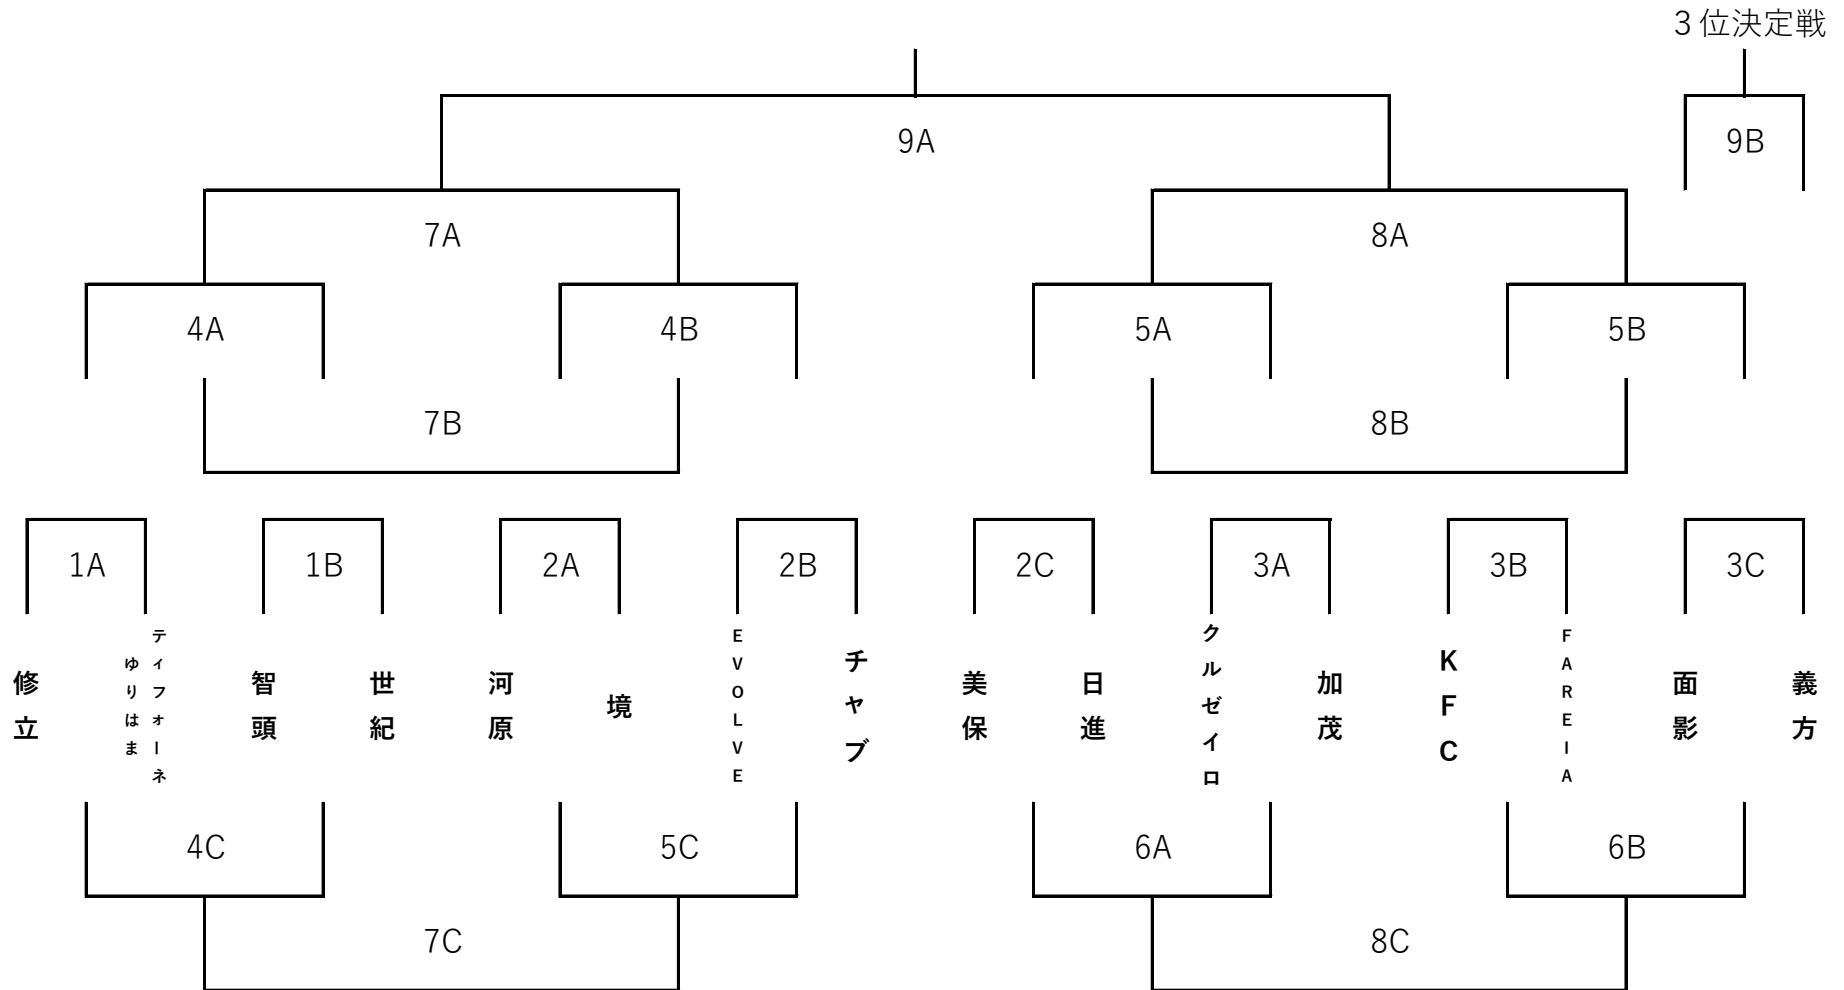 ３位決定戦
9A
9B
7A
8A
4A
4B
5A
5B
7B
8B
1A
1B
2A
2B
2C
3A
3B
3C
修立
ティフォーネ
ゆりはま
智頭
世紀
河原
境
EVOLVE
チャブ
美保
日進
クルゼイロ
加茂
KFC
FAREIA
面影
義方
4C
5C
6A
6B
7C
8C